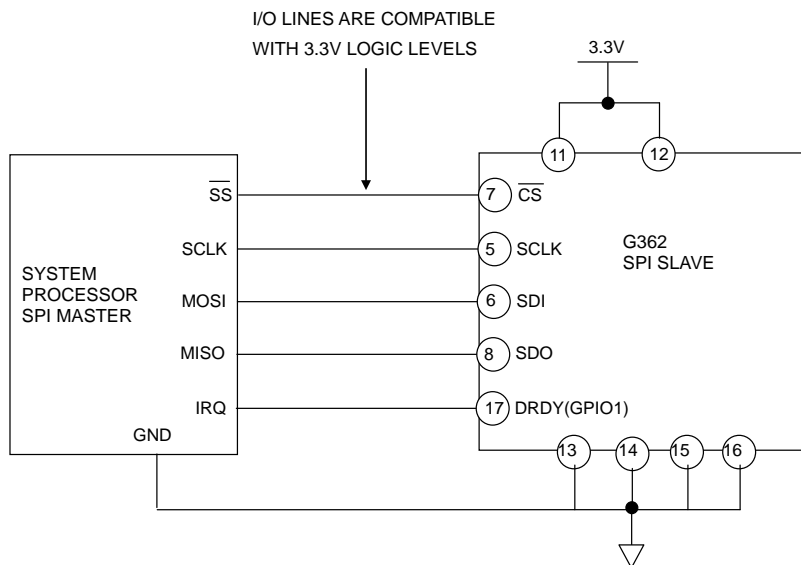 I/O LINES ARE COMPATIBLE
WITH 3.3V LOGIC LEVELS
3.3V
11
12
SS
7
CS
SCLK
5
SCLK
G362
SPI SLAVE
SYSTEM
PROCESSOR
SPI MASTER
MOSI
6
SDI
MISO
8
SDO
IRQ
17
DRDY(GPIO1)
GND
13
14
15
16